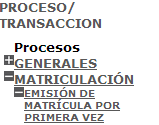 PROCESO/
TRANSACCION
Procesos
GENERALES
MATRICULACIÓN
EMISIÓN DE
MATRÍCULA POR
PRIMERA VEZ